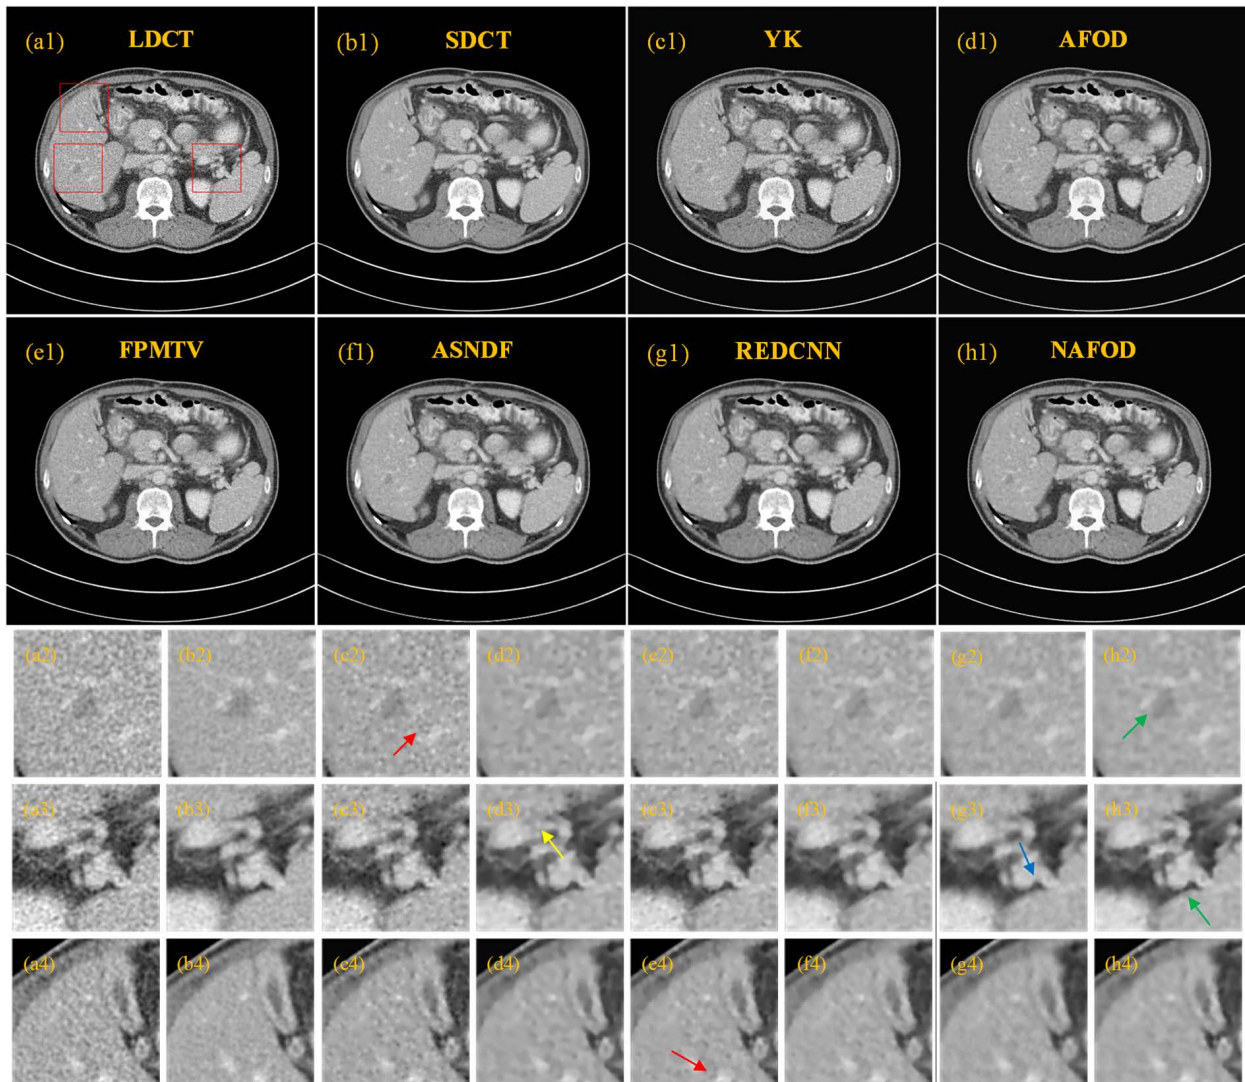 (a1) LDCT
(b1) SDCT
(c1) YK
(d1) AFOD
(e1) FPMTV
(f1) ASNDF
(g1) REDCNN
(h1) NAFOD
(a2)
(b2)
(c2)
(d2)
(e2)
(f2)
(g2)
(h2)
(a3)
(b3)
(c3)
(d3)
(e3)
(f3)
(g3)
(h3)
(a4)
(b4)
(c4)
(d4)
(e4)
(f4)
(g4)
(h4)